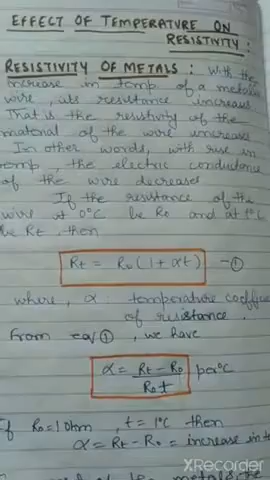 EFFECT OF TEMPERATURE ON
RESISTIVITY:
RESISTIVITY OF METALS: With the
increase in temp of a metallic
wire, its resistance increase.
That is the resistivity of the
material of the wire increases
In other words, with rise in
temp, the electric conductance
of the wire decreases
If the resistance of the
wire at 0°C be R₀ and at t°C
be Rt, then
Rt = R₀(1+αt) —①
where, α: temperature coeffice
of resistance.
From eq/①, we have
α = Rt − R₀ / R₀t per°C
If R₀ = 1 Ohm, t = 1°C then
α = Rt − R₀ = increase in t
XRecorder